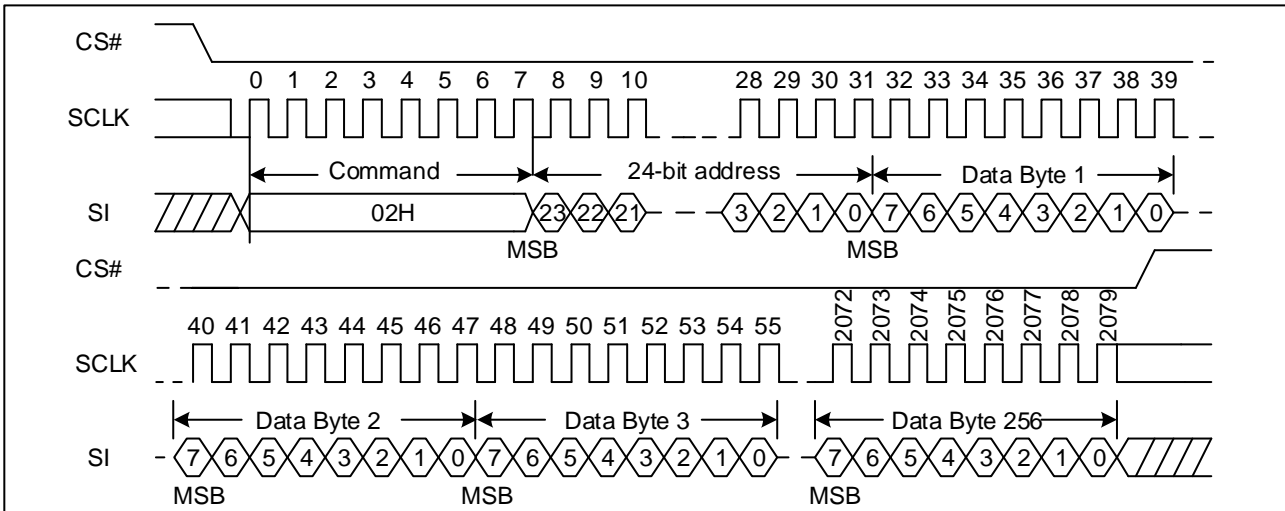 CS#
0 1 2 3 4 5 6 7 8 9 10 28 29 30 31 32 33 34 35 36 37 38 39
SCLK
Command 24-bit address Data Byte 1
SI 02H 23 22 21 3 2 1 0 7 6 5 4 3 2 1 0
MSB MSB
CS#
40 41 42 43 44 45 46 47 48 49 50 51 52 53 54 55 2072 2073 2074 2075 2076 2077 2078 2079
SCLK
Data Byte 2 Data Byte 3 Data Byte 256
SI 7 6 5 4 3 2 1 0 7 6 5 4 3 2 1 0 7 6 5 4 3 2 1 0
MSB MSB MSB